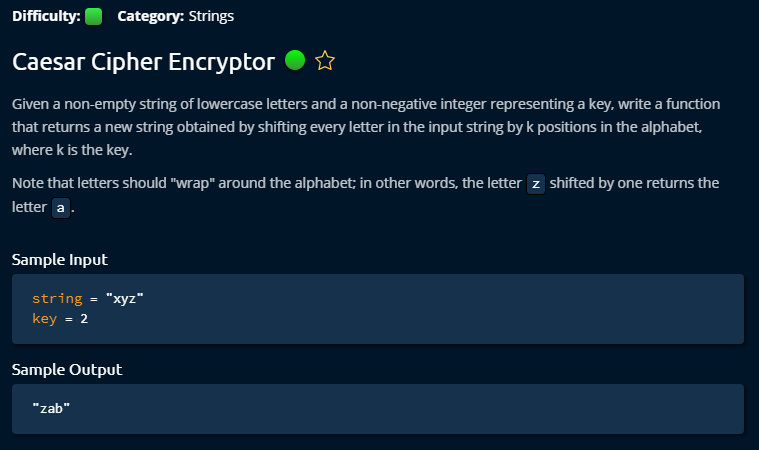 Difficulty: Category: Strings
Caesar Cipher Encryptor
Given a non-empty string of lowercase letters and a non-negative integer representing a key, write a function
that returns a new string obtained by shifting every letter in the input string by k positions in the alphabet,
where k is the key.
Note that letters should "wrap" around the alphabet; in other words, the letter z shifted by one returns the
letter a.
Sample Input
string = "xyz"
key = 2
Sample Output
"zab"